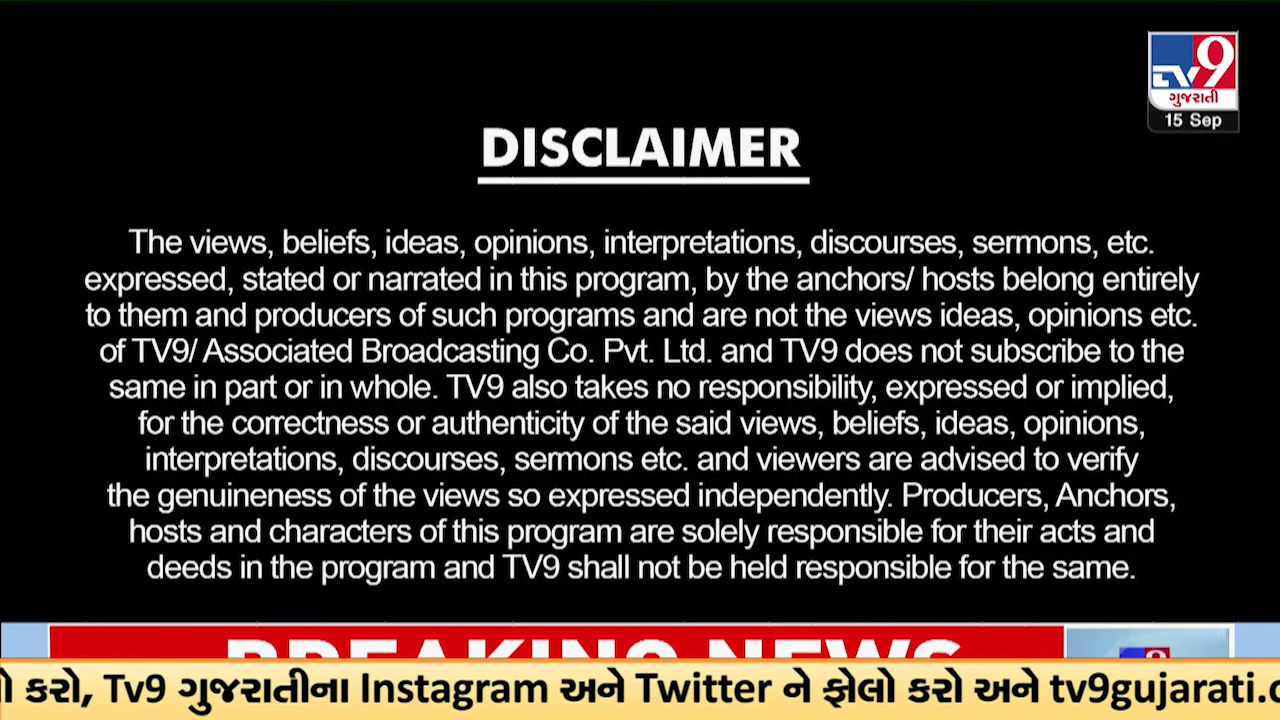 TV9
ગુજરાતી
15 Sep
DISCLAIMER
The views, beliefs, ideas, opinions, interpretations, discourses, sermons, etc.
expressed, stated or narrated in this program, by the anchors/ hosts belong entirely
to them and producers of such programs and are not the views ideas, opinions etc.
of TV9/ Associated Broadcasting Co. Pvt. Ltd. and TV9 does not subscribe to the
same in part or in whole. TV9 also takes no responsibility, expressed or implied,
for the correctness or authenticity of the said views, beliefs, ideas, opinions,
interpretations, discourses, sermons etc. and viewers are advised to verify
the genuineness of the views so expressed independently. Producers, Anchors,
hosts and characters of this program are solely responsible for their acts and
deeds in the program and TV9 shall not be held responsible for the same.
BREAKING NEWS
કરો, Tv9 ગુજરાતીના Instagram અને Twitter ને ફોલો કરો અને tv9gujarati.c